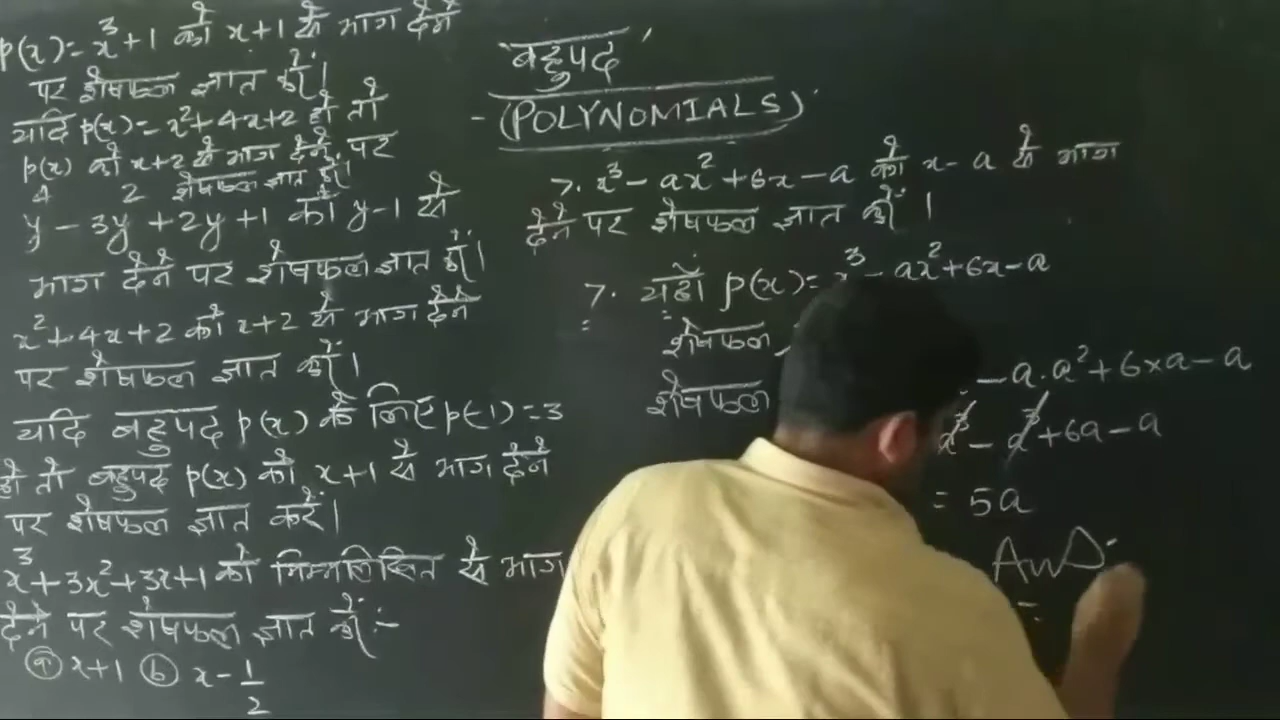 p(x) = x³+1 को x+1 से भाग देने
पर शेषफल ज्ञात करें।
यदि p(x) = x²+4x+2 हो तो
p(x) को x+2 से भाग देने पर
शेषफल ज्ञात करें।
y⁴ - 3y² + 2y + 1 को y-1 से
भाग देने पर शेषफल ज्ञात करें।
x²+4x+2 को x+2 से भाग देने
पर शेषफल ज्ञात करें।
यदि बहुपद p(x) के लिए p(-1) = 3
हो तो बहुपद p(x) को x+1 से भाग देने
पर शेषफल ज्ञात करें।
x³+3x²+3x+1 को निम्नलिखित से भाग
देने पर शेषफल ज्ञात करें:-
ⓐ x+1 ⓑ x - 1/2
'बहुपद'
- (POLYNOMIALS)
7. x³ - ax² + 6x - a को x-a से भाग
देने पर शेषफल ज्ञात करें।
7. यहाँ p(x) = x³ - ax² + 6x - a
शेषफल
शेषफल - a.a² + 6xa - a
a³ - a³ + 6a - a
= 5a
Ans: